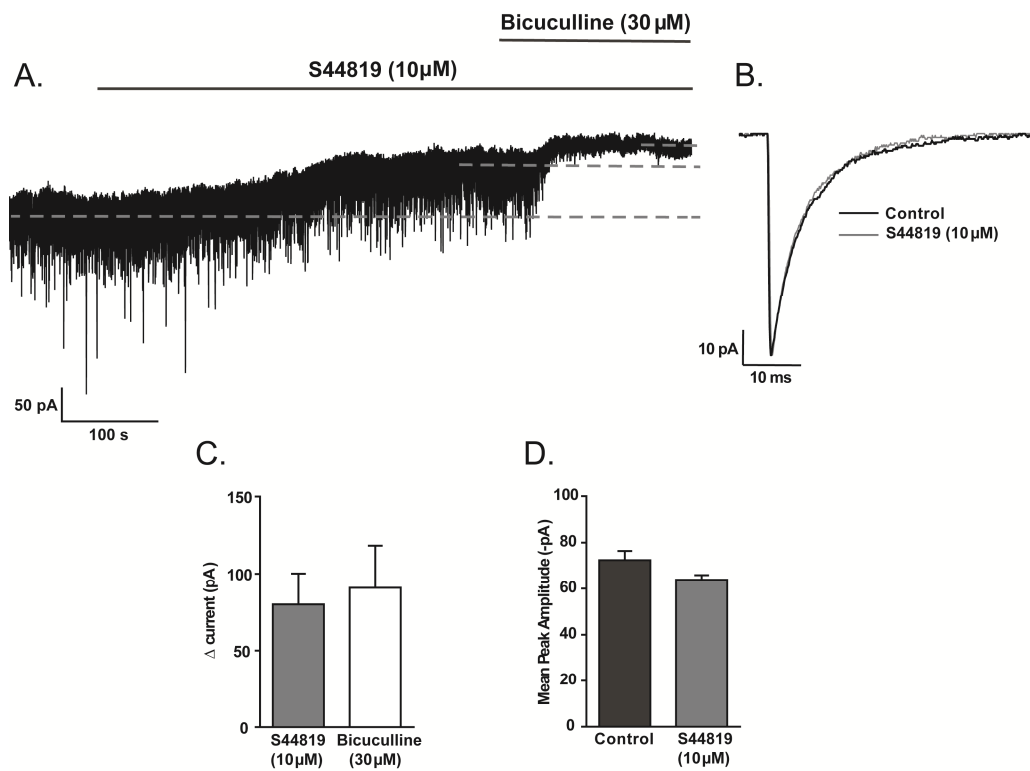 Bicuculline (30 µM)
A.
S44819 (10µM)
B.
Control
S44819 (10µM)
10 pA
10 ms
50 pA
100 s
C.
D.
150
100
50
0
Δ current (pA)
S44819
(10µM)
Bicuculline
(30µM)
100
80
60
40
20
0
Mean Peak Amplitude (-pA)
Control
S44819
(10µM)